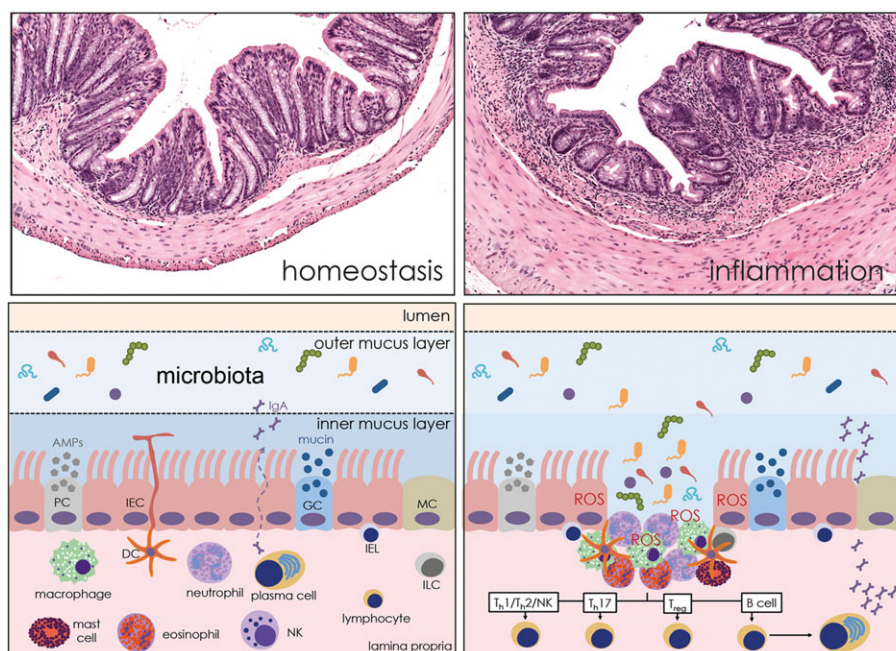 homeostasis
inflammation
lumen
outer mucus layer
microbiota
IgA
inner mucus layer
AMPs
mucin
PC
IEC
GC
MC
DC
IEL
macrophage
neutrophil
plasma cell
ILC
lymphocyte
mast
cell
eosinophil
NK
lamina propria
ROS
ROS
ROS
ROS
Th1/Th2/NK
Th17
Treg
B cell